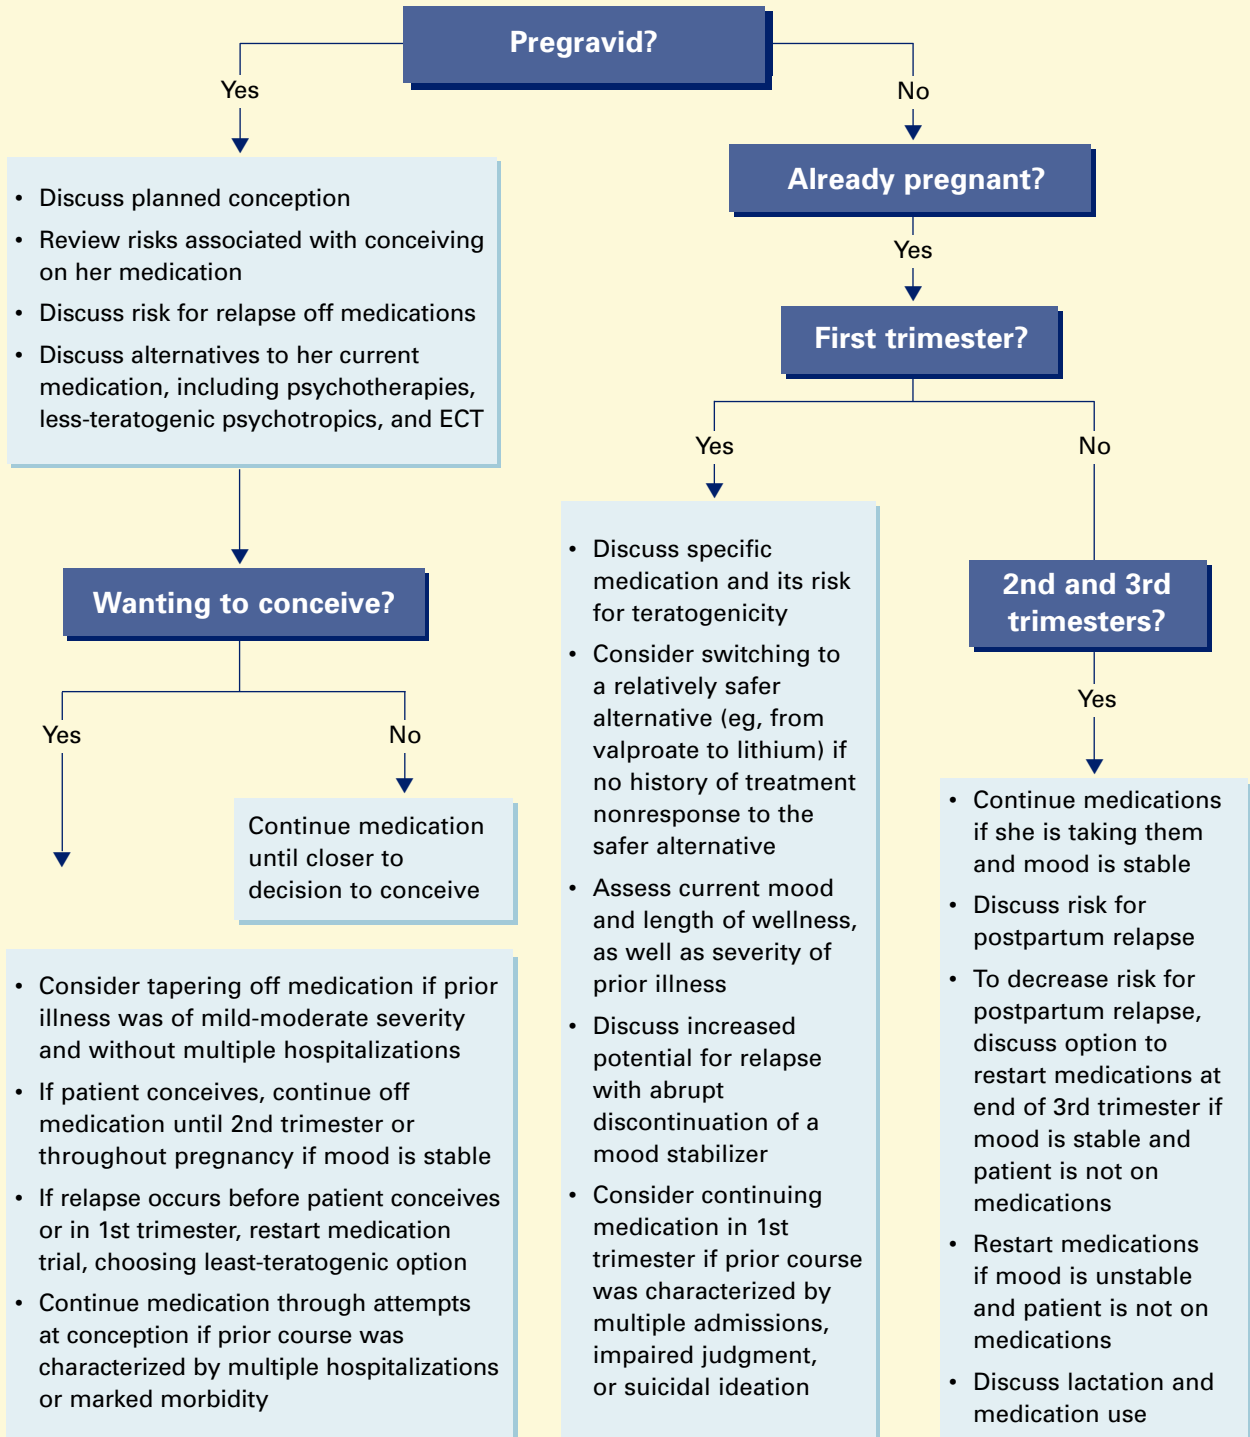 Pregravid?
Yes
No
• Discuss planned conception
• Review risks associated with conceiving
on her medication
• Discuss risk for relapse off medications
• Discuss alternatives to her current
medication, including psychotherapies,
less-teratogenic psychotropics, and ECT
Already pregnant?
Yes
First trimester?
Yes
No
Wanting to conceive?
Yes
No
Continue medication
until closer to
decision to conceive
• Consider tapering off medication if prior
illness was of mild-moderate severity
and without multiple hospitalizations
• If patient conceives, continue off
medication until 2nd trimester or
throughout pregnancy if mood is stable
• If relapse occurs before patient conceives
or in 1st trimester, restart medication
trial, choosing least-teratogenic option
• Continue medication through attempts
at conception if prior course was
characterized by multiple hospitalizations
or marked morbidity
• Discuss specific
medication and its risk
for teratogenicity
• Consider switching to
a relatively safer
alternative (eg, from
valproate to lithium) if
no history of treatment
nonresponse to the
safer alternative
• Assess current mood
and length of wellness,
as well as severity of
prior illness
• Discuss increased
potential for relapse
with abrupt
discontinuation of a
mood stabilizer
• Consider continuing
medication in 1st
trimester if prior course
was characterized by
multiple admissions,
impaired judgment,
or suicidal ideation
2nd and 3rd
trimesters?
Yes
• Continue medications
if she is taking them
and mood is stable
• Discuss risk for
postpartum relapse
• To decrease risk for
postpartum relapse,
discuss option to
restart medications at
end of 3rd trimester if
mood is stable and
patient is not on
medications
• Restart medications
if mood is unstable
and patient is not on
medications
• Discuss lactation and
medication use